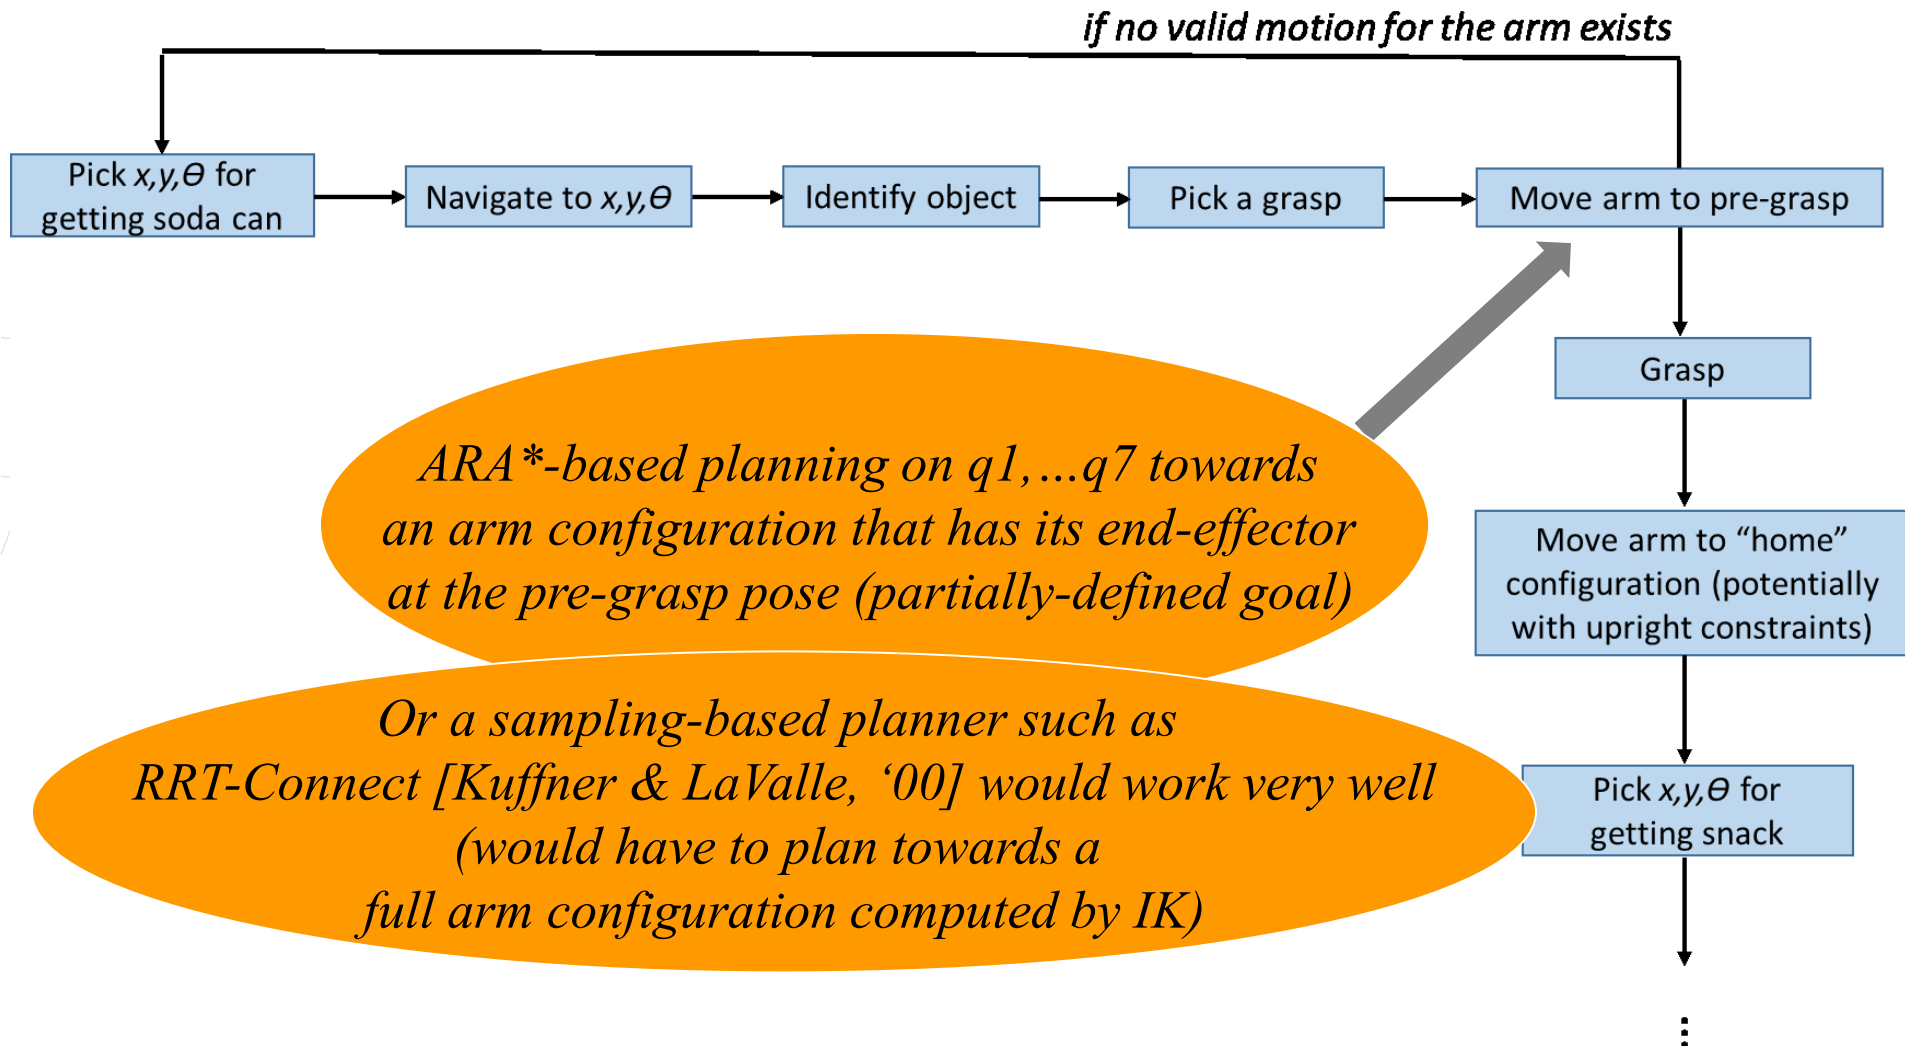 if no valid motion for the arm exists
Pick x,y,Θ for
getting soda can
Navigate to x,y,Θ
Identify object
Pick a grasp
Move arm to pre-grasp
Grasp
ARA*-based planning on q1,...q7 towards
an arm configuration that has its end-effector
at the pre-grasp pose (partially-defined goal)
Move arm to “home”
configuration (potentially
with upright constraints)
Or a sampling-based planner such as
RRT-Connect [Kuffner & LaValle, ‘00] would work very well
(would have to plan towards a
full arm configuration computed by IK)
Pick x,y,Θ for
getting snack
⋮